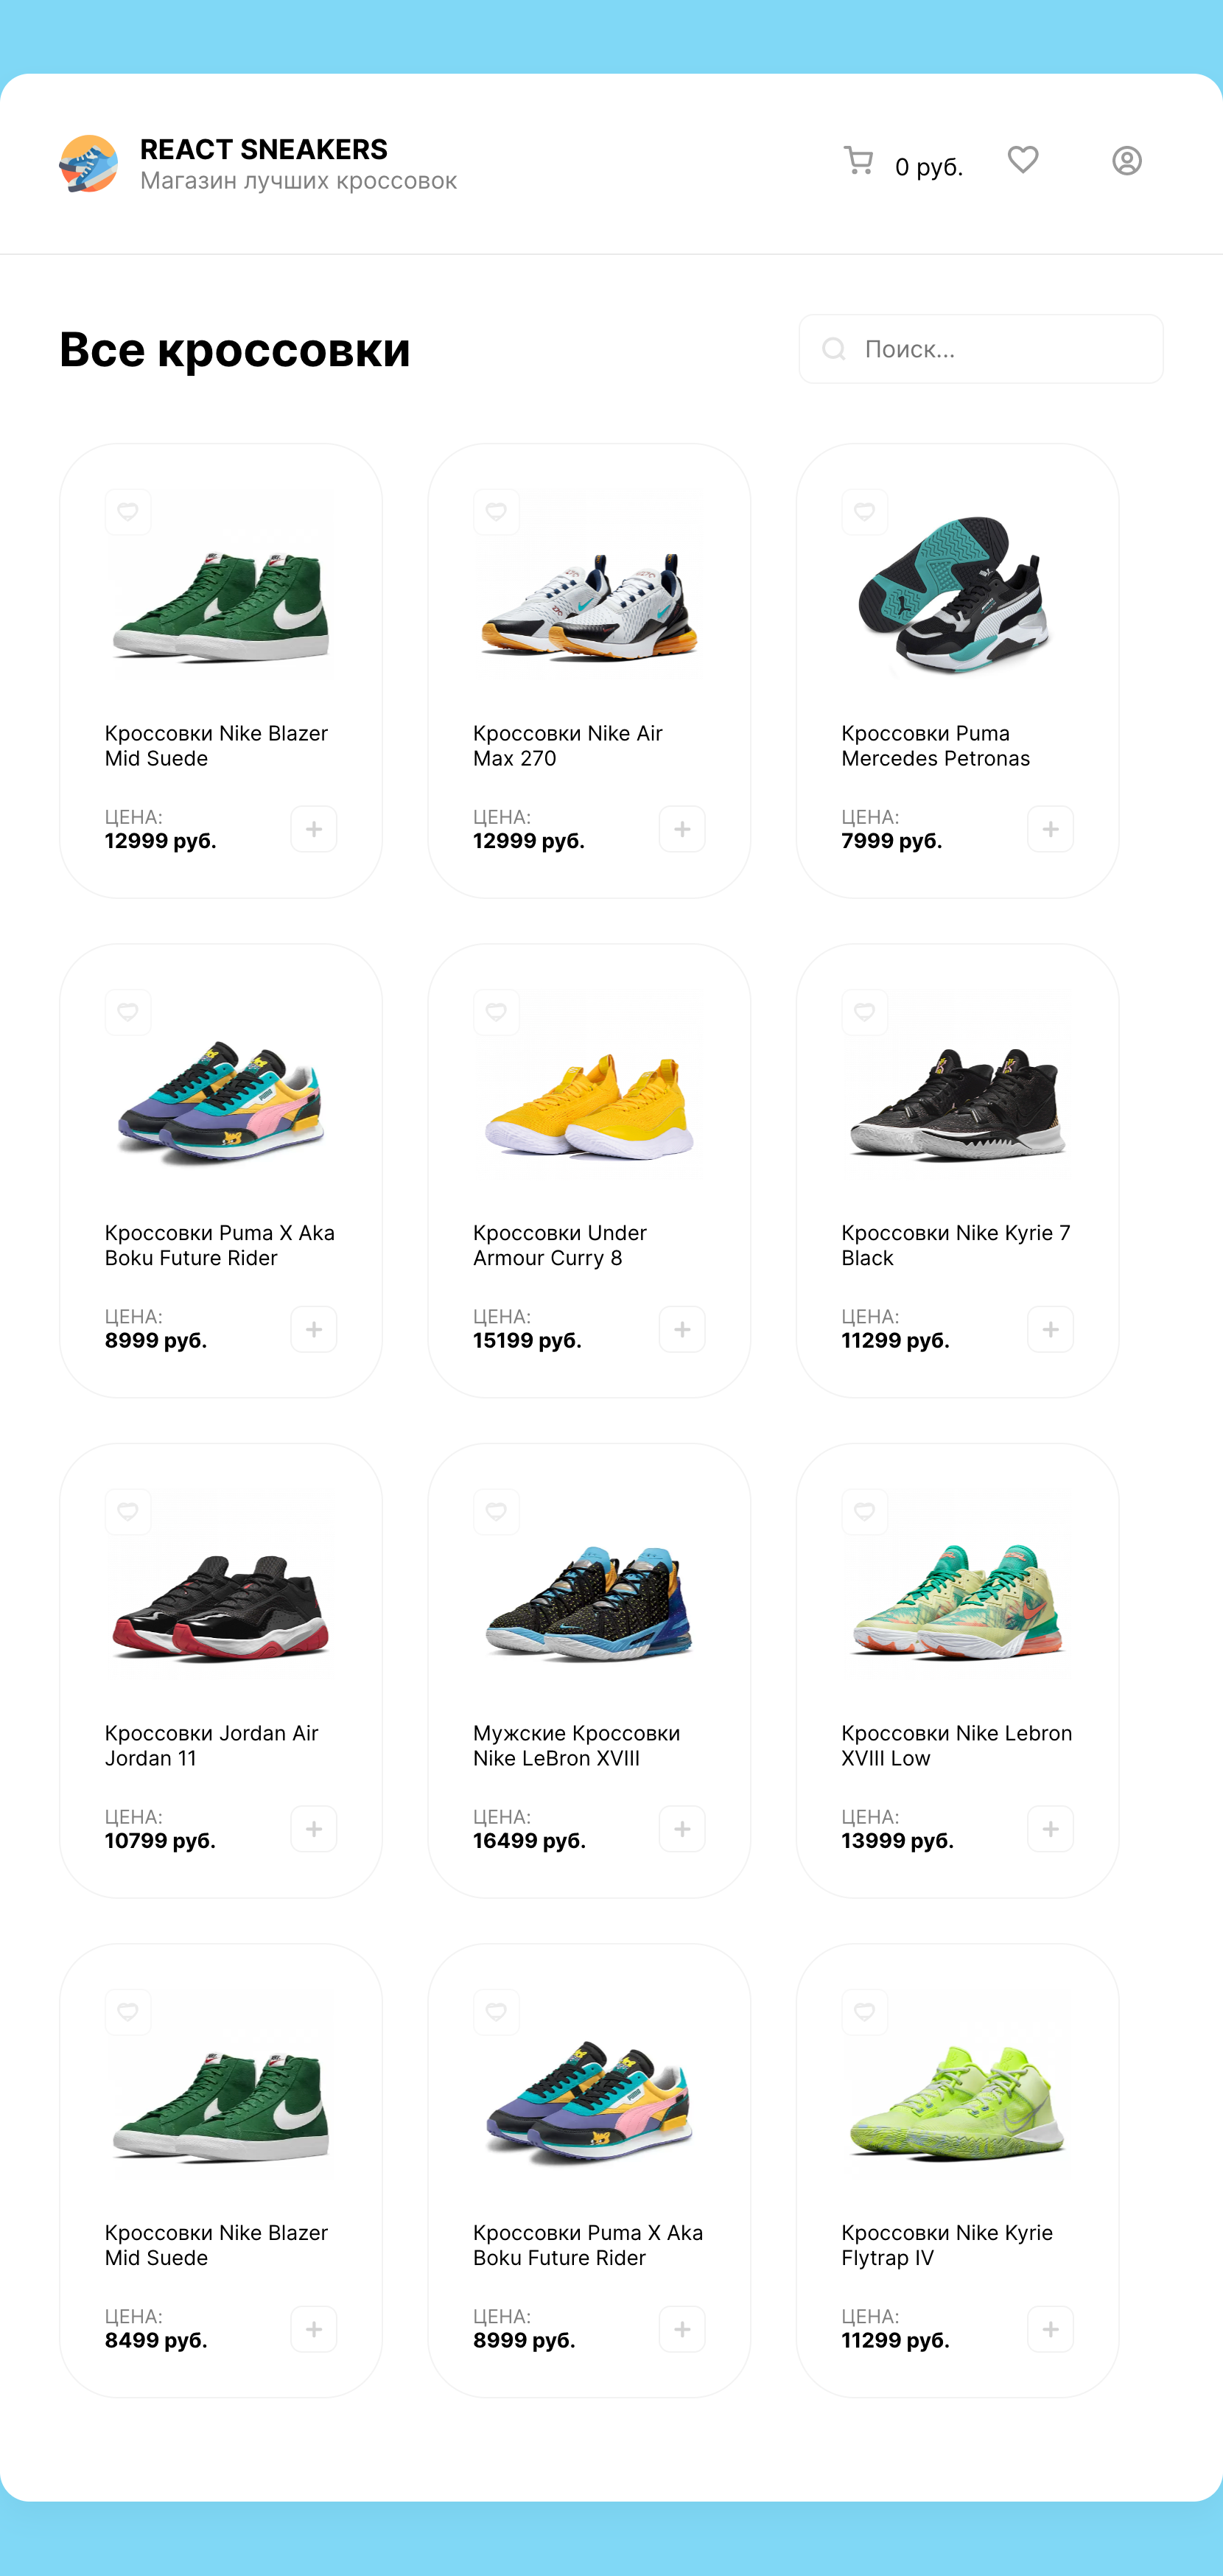 REACT SNEAKERS
Магазин лучших кроссовок
0 руб.
Все кроссовки
Поиск...
Кроссовки Nike Blazer
Mid Suede
ЦЕНА:
12999 руб.
Кроссовки Nike Air
Max 270
ЦЕНА:
12999 руб.
Кроссовки Puma
Mercedes Petronas
ЦЕНА:
7999 руб.
Кроссовки Puma X Aka
Boku Future Rider
ЦЕНА:
8999 руб.
Кроссовки Under
Armour Curry 8
ЦЕНА:
15199 руб.
Кроссовки Nike Kyrie 7
Black
ЦЕНА:
11299 руб.
Кроссовки Jordan Air
Jordan 11
ЦЕНА:
10799 руб.
Мужские Кроссовки
Nike LeBron XVIII
ЦЕНА:
16499 руб.
Кроссовки Nike Lebron
XVIII Low
ЦЕНА:
13999 руб.
Кроссовки Nike Blazer
Mid Suede
ЦЕНА:
8499 руб.
Кроссовки Puma X Aka
Boku Future Rider
ЦЕНА:
8999 руб.
Кроссовки Nike Kyrie
Flytrap IV
ЦЕНА:
11299 руб.